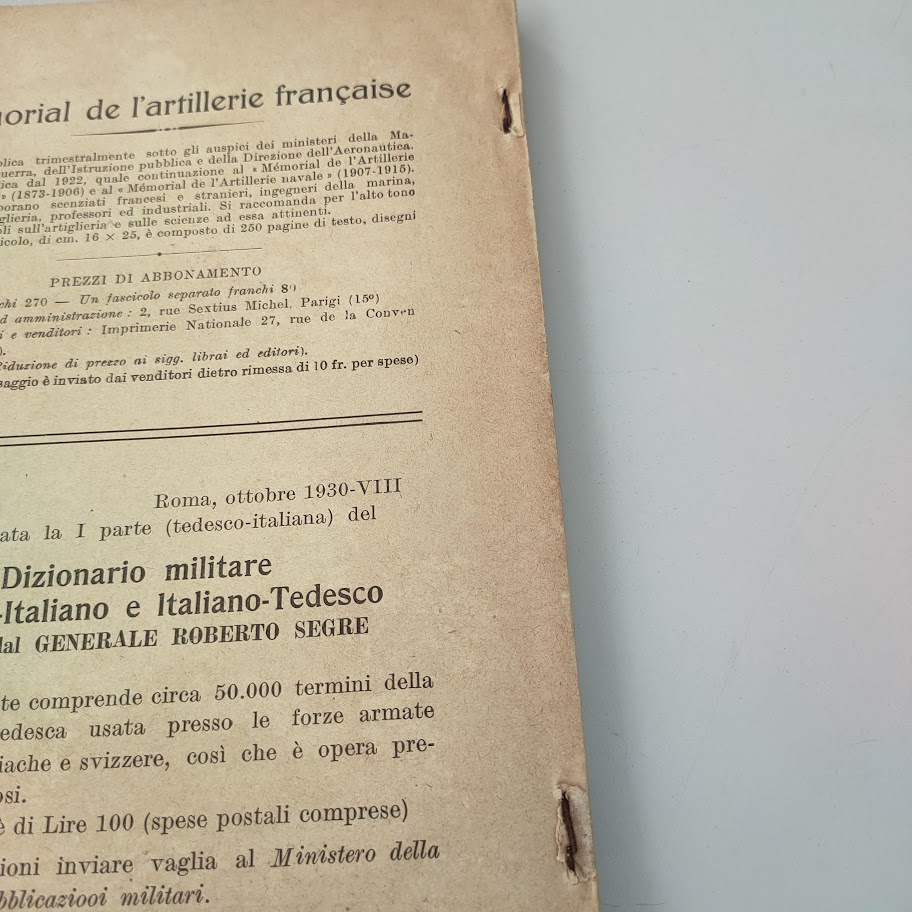 orial de l'artillerie française
blica trimestralmente sotto gli auspici dei ministeri della Ma-
uerra, dell'Istruzione pubblica e della Direzione dell'Aeronautica.
ica dal 1922, quale continuazione al « Mémorial de l'Artillerie
» (1873-1906) e al « Mémorial de l'Artillerie navale » (1907-1915).
orano scenziati francesi e stranieri, ingegneri della marina,
glieria, professori ed industriali. Si raccomanda per l'alto tono
oli sull'artiglieria e sulle scienze ad essa attinenti.
icolo, di cm. 16 × 25, è composto di 250 pagine di testo, disegni
PREZZI DI ABBONAMENTO
chi 270 — Un fascicolo separato franchi 80
d amministrazione : 2, rue Sextius Michel, Parigi (15º)
i e venditori : Imprimerie Nationale 27, rue de la Conven
).
Riduzione di prezzo ai sigg. librai ed editori).
saggio è inviato dai venditori dietro rimessa di 10 fr. per spese)
Roma, ottobre 1930-VIII
ata la I parte (tedesco-italiana) del
Dizionario militare
-Italiano e Italiano-Tedesco
dal GENERALE ROBERTO SEGRE
te comprende circa 50.000 termini della
edesca usata presso le forze armate
iache e svizzere, così che è opera pre-
osi.
è di Lire 100 (spese postali comprese)
ioni inviare vaglia al Ministero della
bblicaziooi militari.